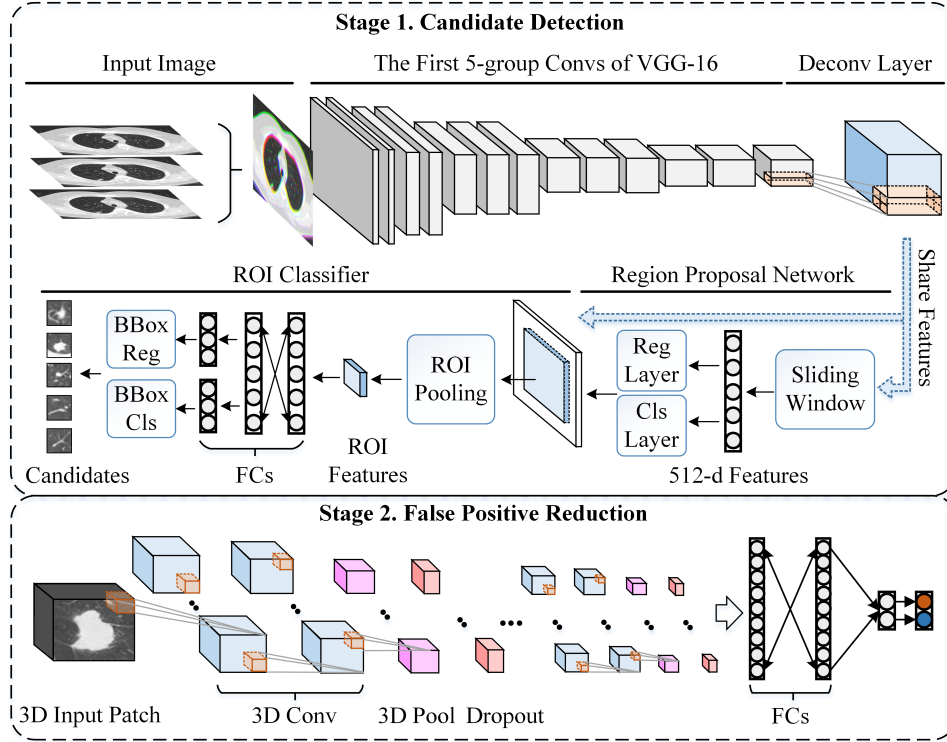 Stage 1. Candidate Detection
Input Image
The First 5-group Convs of VGG-16
Deconv Layer
Share Features
ROI Classifier
Region Proposal Network
BBox
Reg
BBox
Cls
ROI
Pooling
Reg
Layer
Cls
Layer
Sliding
Window
Candidates
FCs
ROI
Features
512-d Features
Stage 2. False Positive Reduction
3D Input Patch
3D Conv
3D Pool
Dropout
FCs